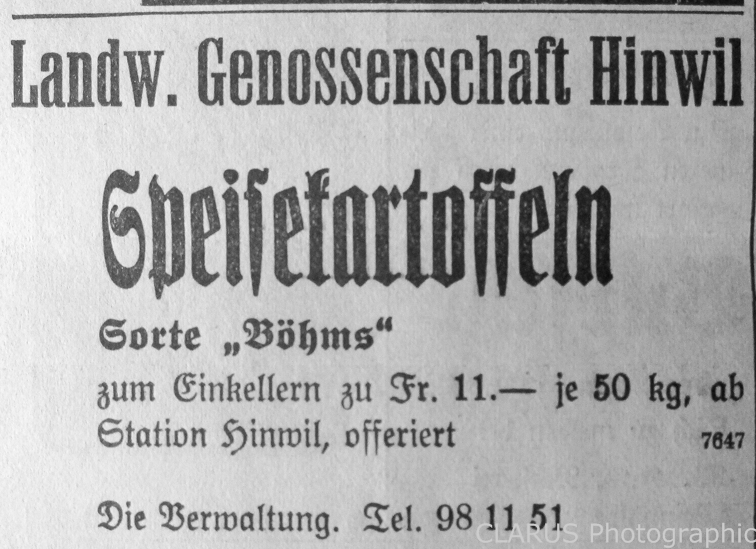 Landw. Genossenschaft Hinwil
Speisekartoffeln
Sorte „Böhms“
zum Einkellern zu Fr. 11.— je 50 kg, ab
Station Hinwil, offeriert 7647
Die Verwaltung. Tel. 98 11 51
CLARUS Photographic